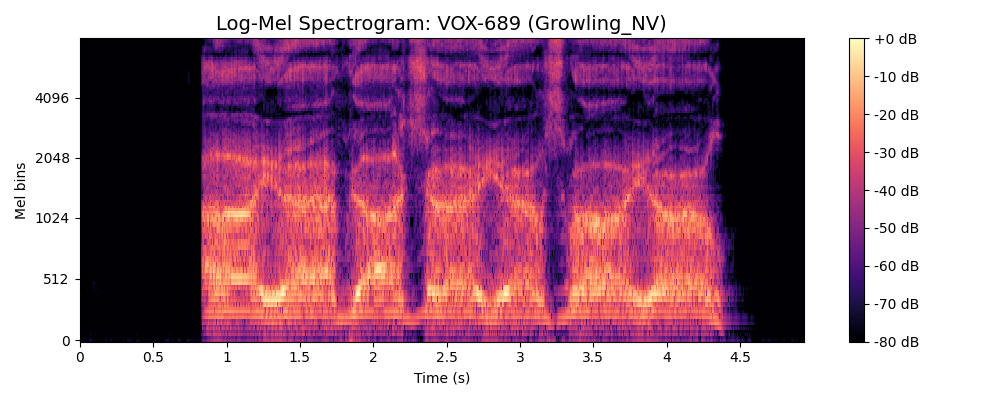 Log-Mel Spectrogram: VOX-689 (Growling_NV)
+0 dB
-10 dB
-20 dB
-30 dB
-40 dB
-50 dB
-60 dB
-70 dB
-80 dB
Mel bins
4096
2048
1024
512
0
0 0.5 1 1.5 2 2.5 3 3.5 4 4.5
Time (s)